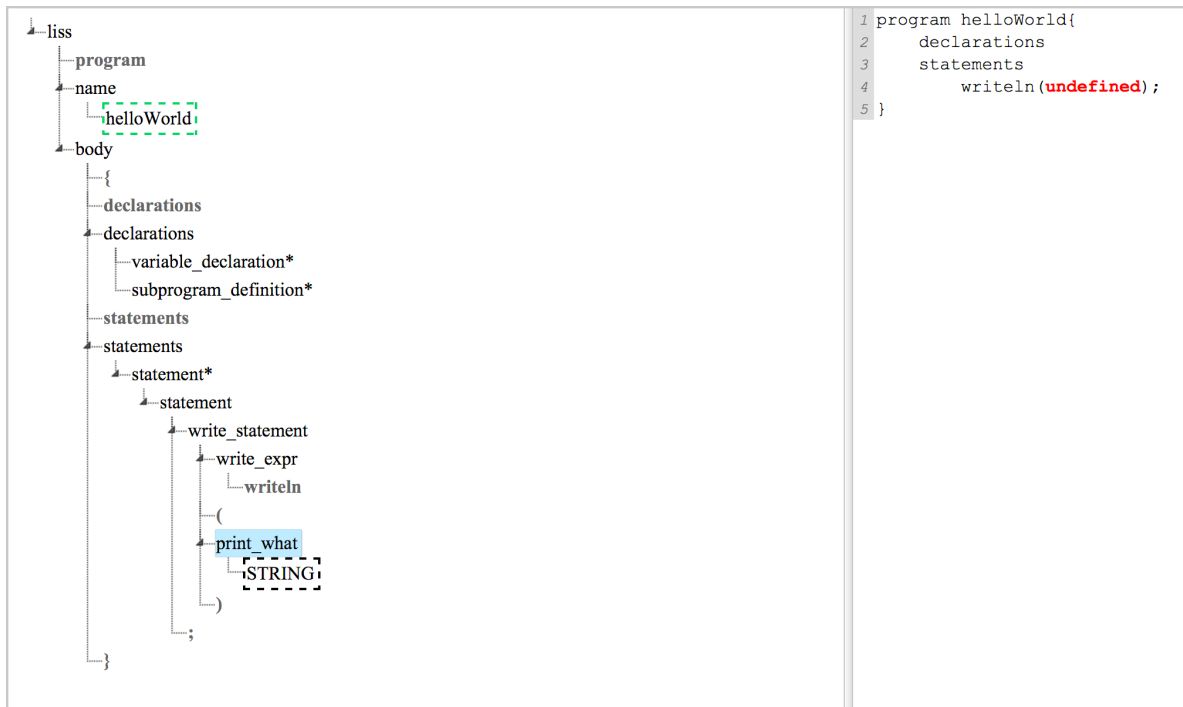 liss
program
name
helloWorld
body
{
declarations
declarations
variable_declaration*
subprogram_definition*
statements
statements
statement*
statement
write_statement
write_expr
writeln
(
print_what
STRING
)
;
}
1 program helloWorld{
2 declarations
3 statements
4 writeln(undefined);
5 }